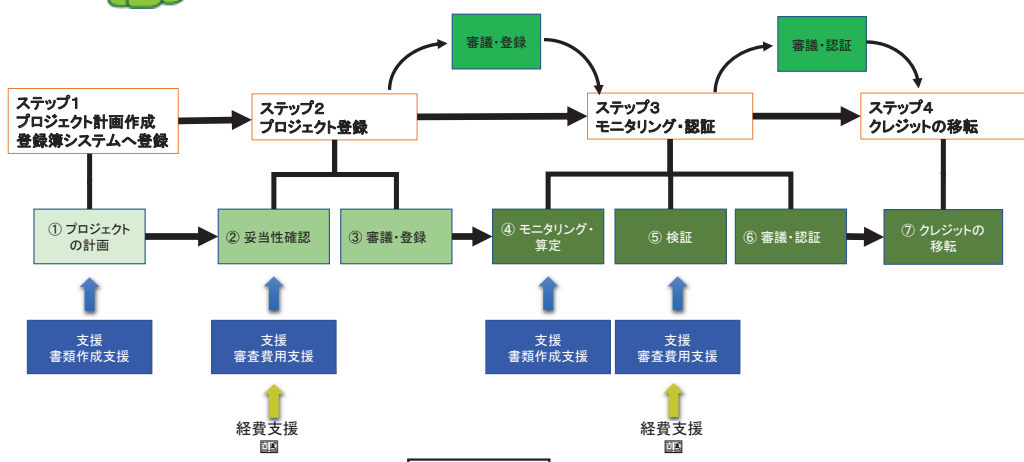 審議・登録
審議・認証
ステップ1
プロジェクト計画作成
登録簿システムへ登録
ステップ2
プロジェクト登録
ステップ3
モニタリング・認証
ステップ4
クレジットの移転
① プロジェクト
の計画
② 妥当性確認
③ 審議・登録
④ モニタリング・
算定
⑤ 検証
⑥ 審議・認証
⑦ クレジットの
移転
支援
書類作成支援
支援
審査費用支援
支援
書類作成支援
支援
審査費用支援
経費支援
経費支援